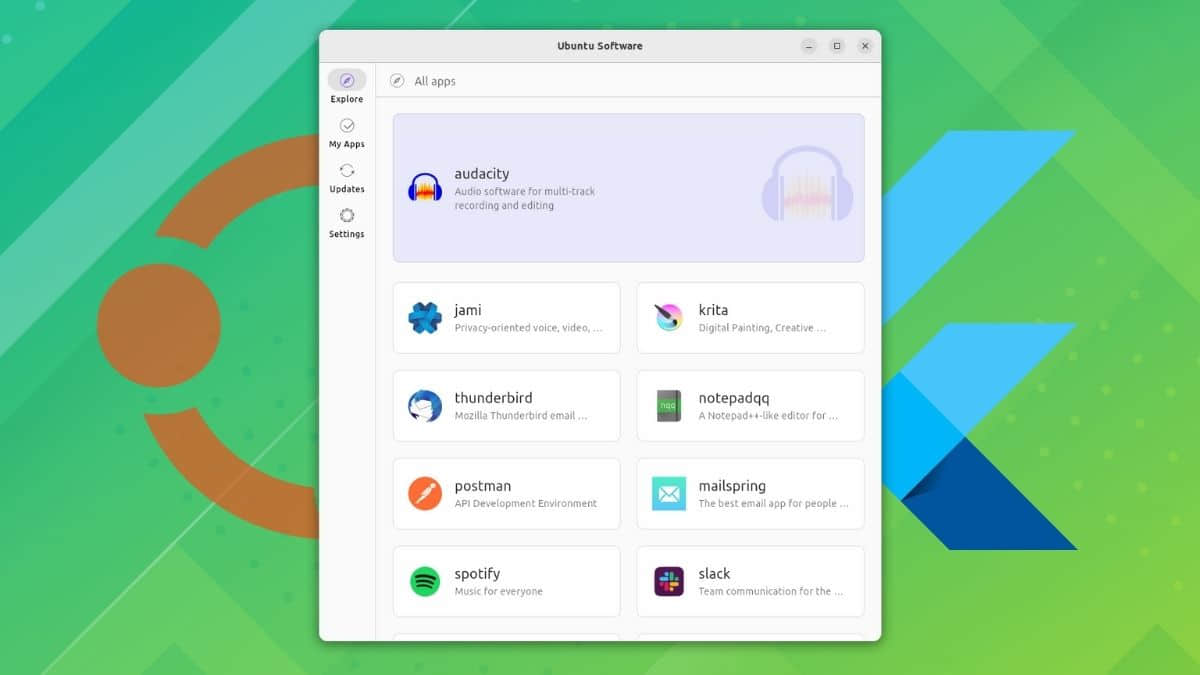 Ubuntu Software
Explore
My Apps
Updates
Settings
All apps
audacity
Audio software for multi-track
recording and editing
jami
Privacy-oriented voice, video, ...
krita
Digital Painting, Creative ...
thunderbird
Mozilla Thunderbird email ...
nqq
notepadqq
A Notepad++-like editor for ...
postman
API Development Environment
mailspring
The best email app for people ...
spotify
Music for everyone
slack
Team communication for the ...